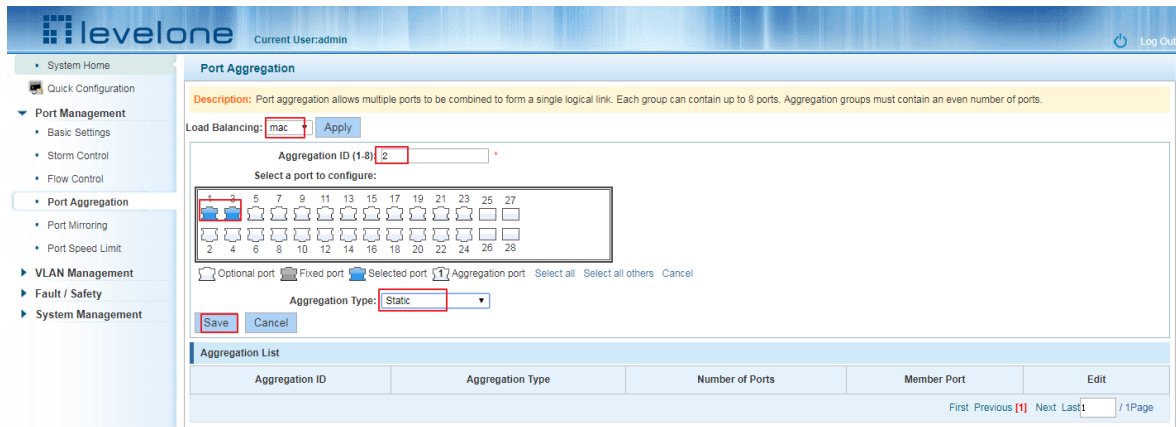 levelone Current User:admin Log Out
System Home
Quick Configuration
Port Management
Basic Settings
Storm Control
Flow Control
Port Aggregation
Port Mirroring
Port Speed Limit
VLAN Management
Fault / Safety
System Management
Port Aggregation
Description: Port aggregation allows multiple ports to be combined to form a single logical link. Each group can contain up to 8 ports. Aggregation groups must contain an even number of ports.
Load Balancing: mac Apply
Aggregation ID (1-8): 2 *
Select a port to configure:
1 3 5 7 9 11 13 15 17 19 21 23 25 27
2 4 6 8 10 12 14 16 18 20 22 24 26 28
Optional port Fixed port Selected port 1 Aggregation port Select all Select all others Cancel
Aggregation Type: Static
Save Cancel
Aggregation List
Aggregation ID Aggregation Type Number of Ports Member Port Edit
First Previous [1] Next Last 1 / 1Page